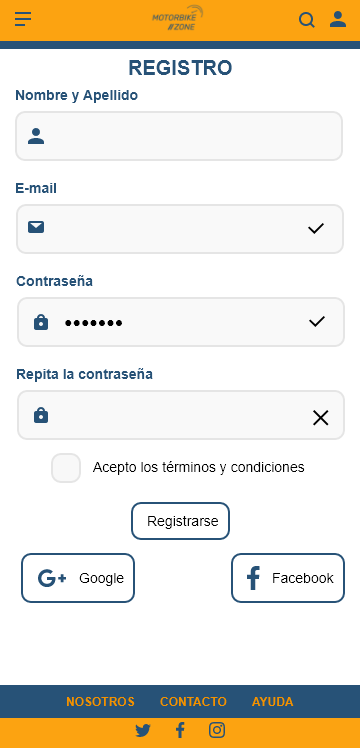 MOTORBIKE
#ZONE
REGISTRO
Nombre y Apellido
E-mail
Contraseña
•••••••
Repita la contraseña
Acepto los términos y condiciones
Registrarse
G+ Google
f Facebook
NOSOTROS CONTACTO AYUDA